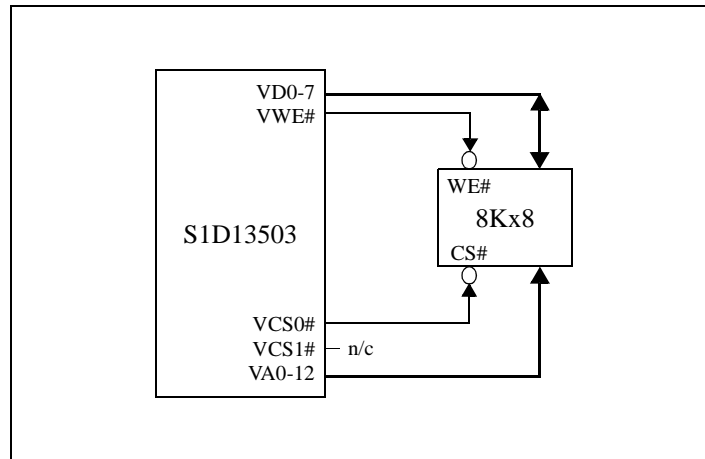 VD0-7
VWE#
WE#
8Kx8
S1D13503
CS#
VCS0#
VCS1# n/c
VA0-12